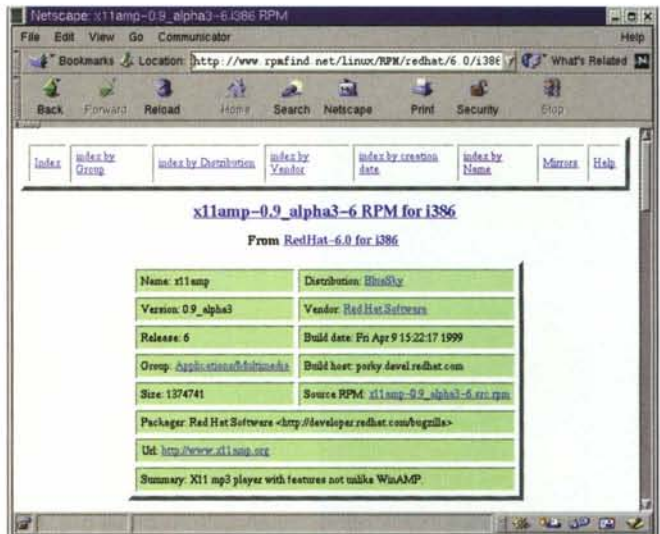 Netscape: x11amp-0.9_alpha3-6.i386 RPM
File Edit View Go Communicator Help
Bookmarks Location: http://www.rpmfind.net/linux/RPM/redhat/6.0/i386 What's Related
Back Forward Reload Home Search Netscape Print Security Stop
Index index by Group index by Distribution index by Vendor index by creation date index by Name Mirrors Help
x11amp-0.9_alpha3-6 RPM for i386
From RedHat-6.0 for i386
Name: x11amp Distribution: BlueSky
Version: 0.9_alpha3 Vendor: Red Hat Software
Release: 6 Build date: Fri Apr 9 15:22:17 1999
Group: Applications/Multimedia Build host: porky.devel.redhat.com
Size: 1374741 Source RPM: x11amp-0.9_alpha3-6.src.rpm
Packager: Red Hat Software <http://developer.redhat.com/bugzilla>
Url: http://www.x11amp.org
Summary: X11 mp3 player with features not unlike WinAMP.